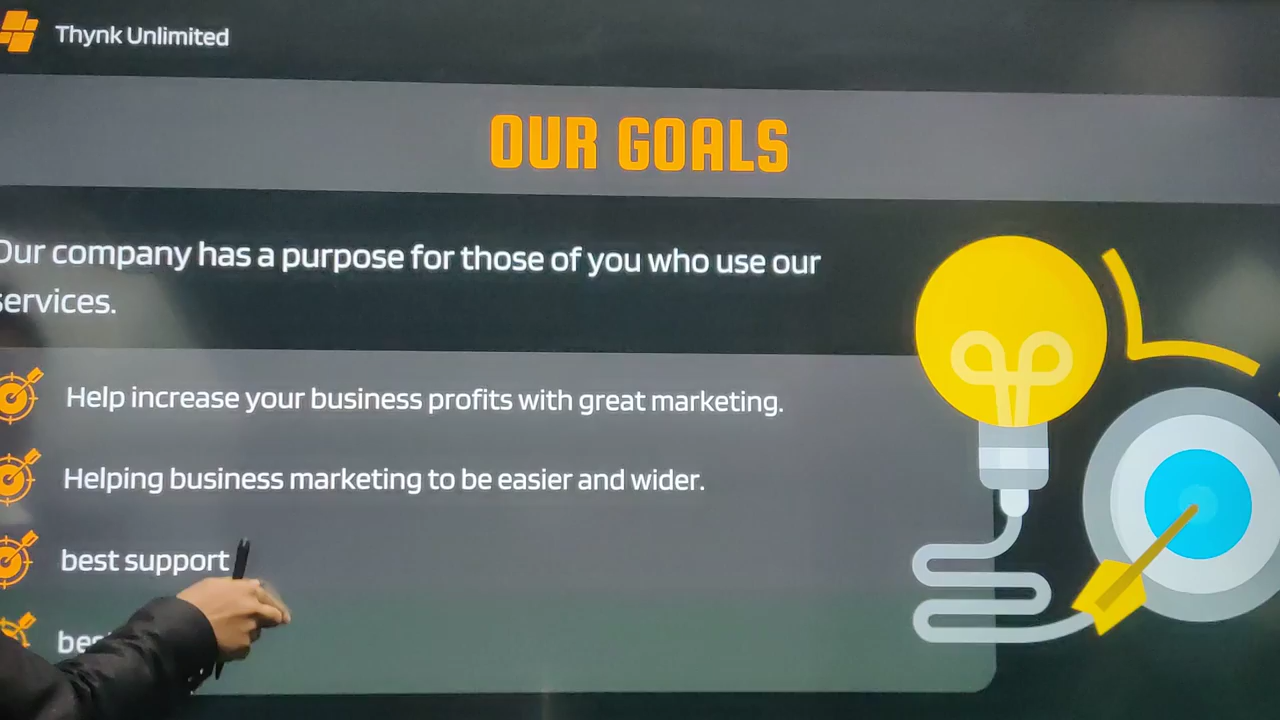 Thynk Unlimited
OUR GOALS
Our company has a purpose for those of you who use our
services.
Help increase your business profits with great marketing.
Helping business marketing to be easier and wider.
best support